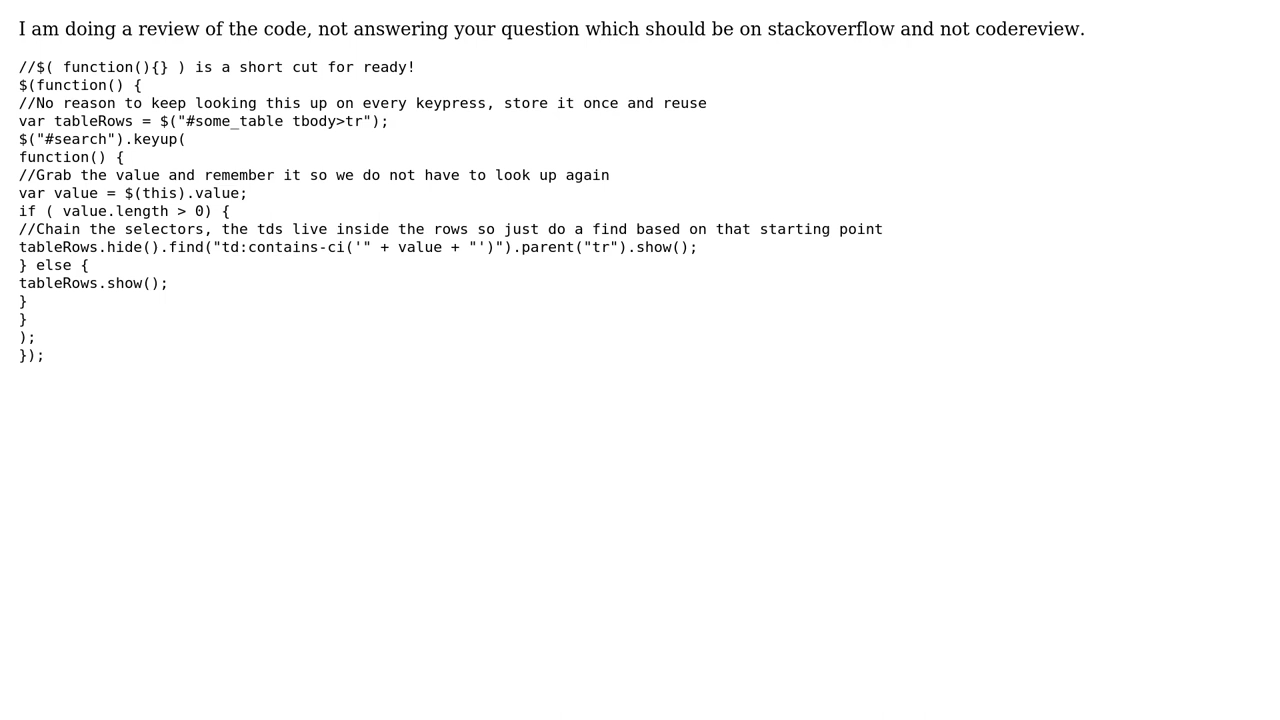 I am doing a review of the code, not answering your question which should be on stackoverflow and not codereview.
//$( function(){} ) is a short cut for ready!
$(function() {
//No reason to keep looking this up on every keypress, store it once and reuse
var tableRows = $("#some_table tbody>tr");
$("#search").keyup(
function() {
//Grab the value and remember it so we do not have to look up again
var value = $(this).value;
if ( value.length > 0) {
//Chain the selectors, the tds live inside the rows so just do a find based on that starting point
tableRows.hide().find("td:contains-ci('" + value + "')").parent("tr").show();
} else {
tableRows.show();
}
}
);
});